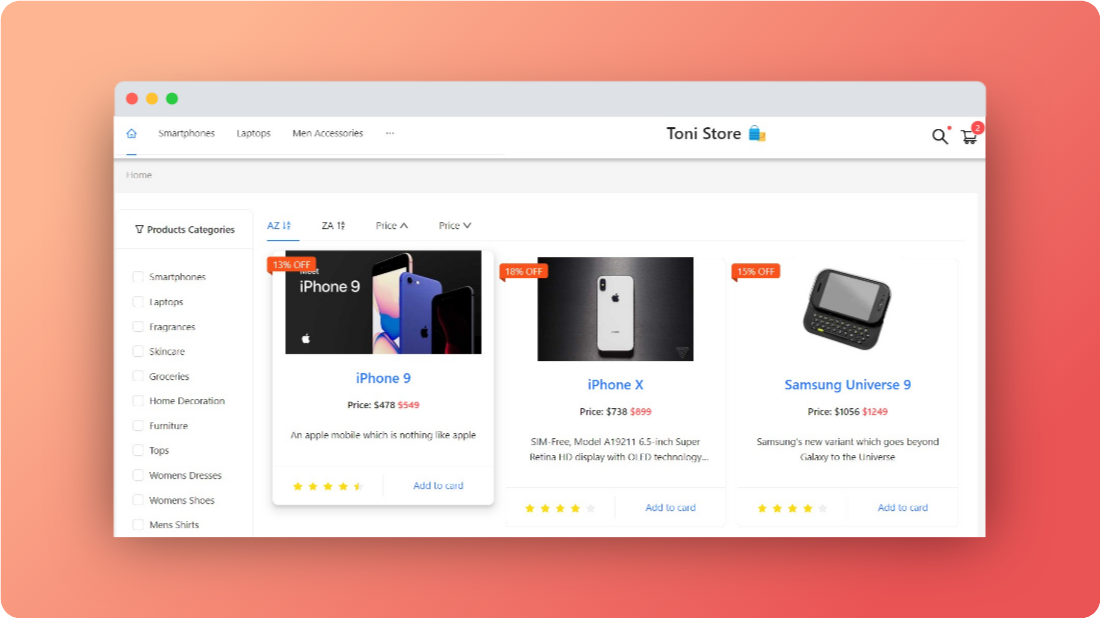 Smartphones
Laptops
Men Accessories
···
Toni Store
2
Home
Products Categories
Smartphones
Laptops
Fragrances
Skincare
Groceries
Home Decoration
Furniture
Tops
Womens Dresses
Womens Shoes
Mens Shirts
AZ
ZA
Price
Price
13% OFF
Meet
iPhone 9
iPhone 9
Price: $478 $549
An apple mobile which is nothing like apple
Add to card
18% OFF
iPhone X
Price: $738 $899
SIM-Free, Model A19211 6.5-inch Super
Retina HD display with OLED technology...
Add to card
15% OFF
Samsung Universe 9
Price: $1056 $1249
Samsung's new variant which goes beyond
Galaxy to the Universe
Add to card